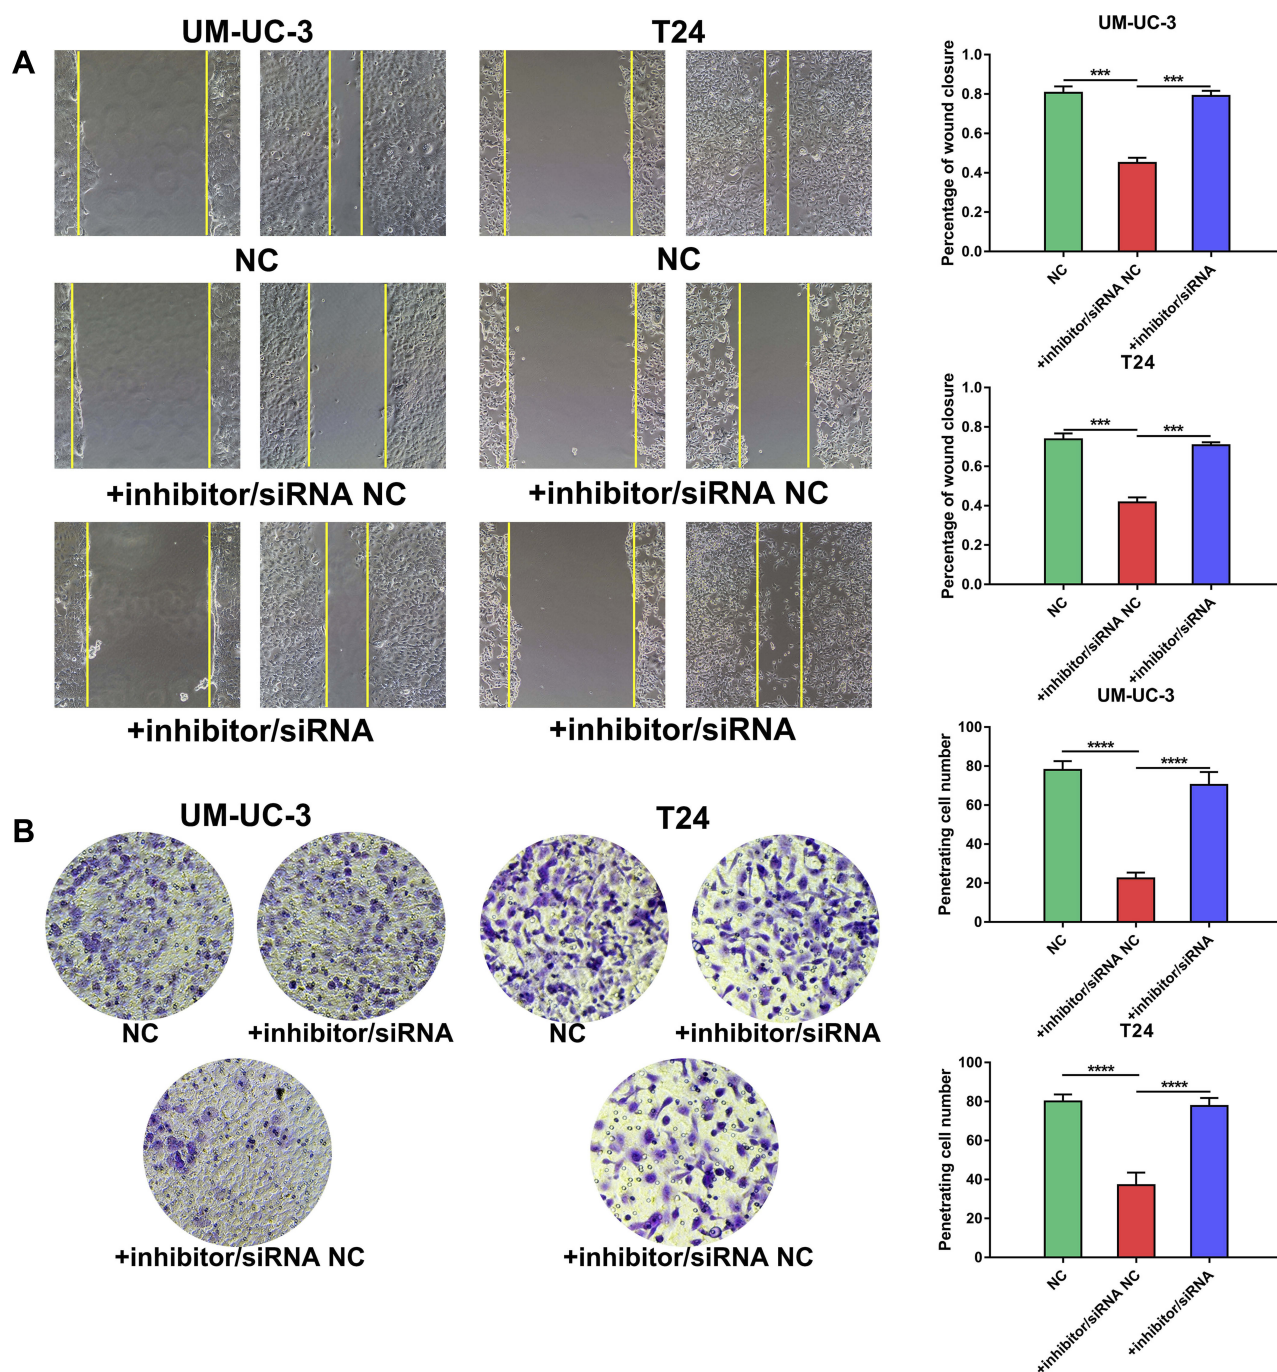 A
UM-UC-3
T24
NC
NC
+inhibitor/siRNA NC
+inhibitor/siRNA NC
+inhibitor/siRNA
+inhibitor/siRNA
UM-UC-3
Percentage of wound closure
1.0
0.8
0.6
0.4
0.2
0.0
***
***
NC
+inhibitor/siRNA NC
+inhibitor/siRNA
T24
Percentage of wound closure
1.0
0.8
0.6
0.4
0.2
0.0
***
***
NC
+inhibitor/siRNA NC
+inhibitor/siRNA
B
UM-UC-3
T24
NC
+inhibitor/siRNA
NC
+inhibitor/siRNA
+inhibitor/siRNA NC
+inhibitor/siRNA NC
UM-UC-3
Penetrating cell number
100
80
60
40
20
0
****
****
NC
+inhibitor/siRNA NC
+inhibitor/siRNA
T24
Penetrating cell number
100
80
60
40
20
0
****
****
NC
+inhibitor/siRNA NC
+inhibitor/siRNA